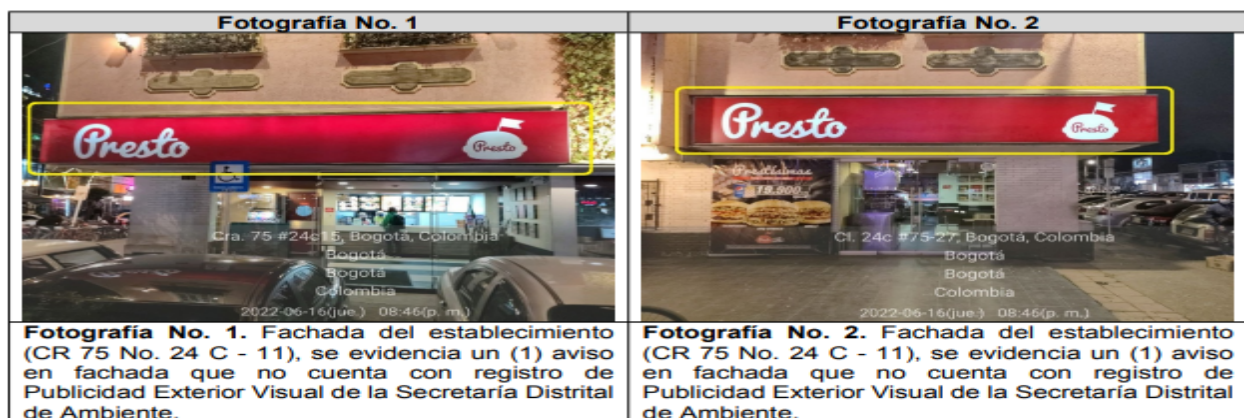 Fotografía No. 1
Fotografía No. 2
Presto
Presto
Cra. 75 #24c15, Bogotá, Colombia
Bogotá
Bogotá
Colombia
2022-06-16(jue.) 08:46(p. m.)
Presto
Presto
19.900
Cl. 24c #75-27, Bogotá, Colombia
Bogotá
Bogotá
Colombia
2022-06-16(jue.) 08:46(p. m.)
Fotografía No. 1. Fachada del establecimiento
(CR 75 No. 24 C - 11), se evidencia un (1) aviso
en fachada que no cuenta con registro de
Publicidad Exterior Visual de la Secretaría Distrital
de Ambiente.
Fotografía No. 2. Fachada del establecimiento
(CR 75 No. 24 C - 11), se evidencia un (1) aviso
en fachada que no cuenta con registro de
Publicidad Exterior Visual de la Secretaría Distrital
de Ambiente.